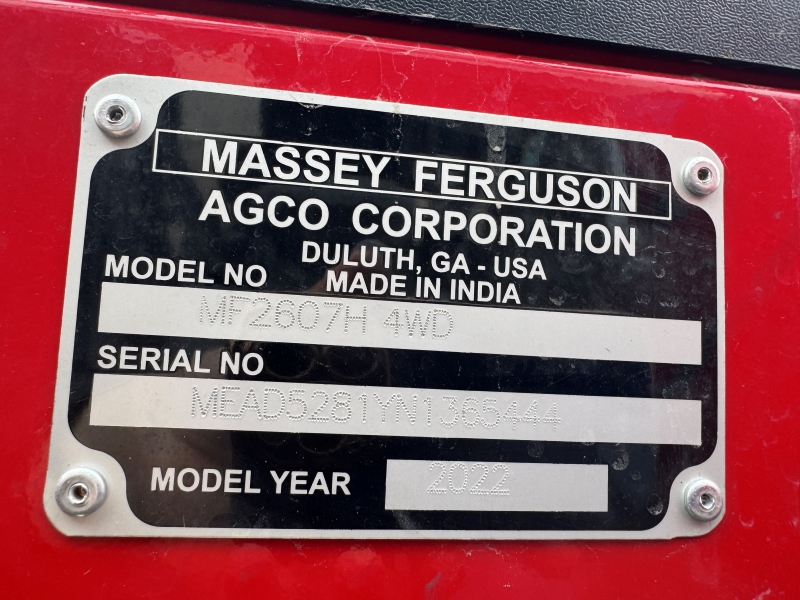 MASSEY FERGUSON
AGCO CORPORATION
DULUTH, GA - USA
MADE IN INDIA
MODEL NO
MF2607H 4WD
SERIAL NO
MEAD5281YN1365444
MODEL YEAR 2022